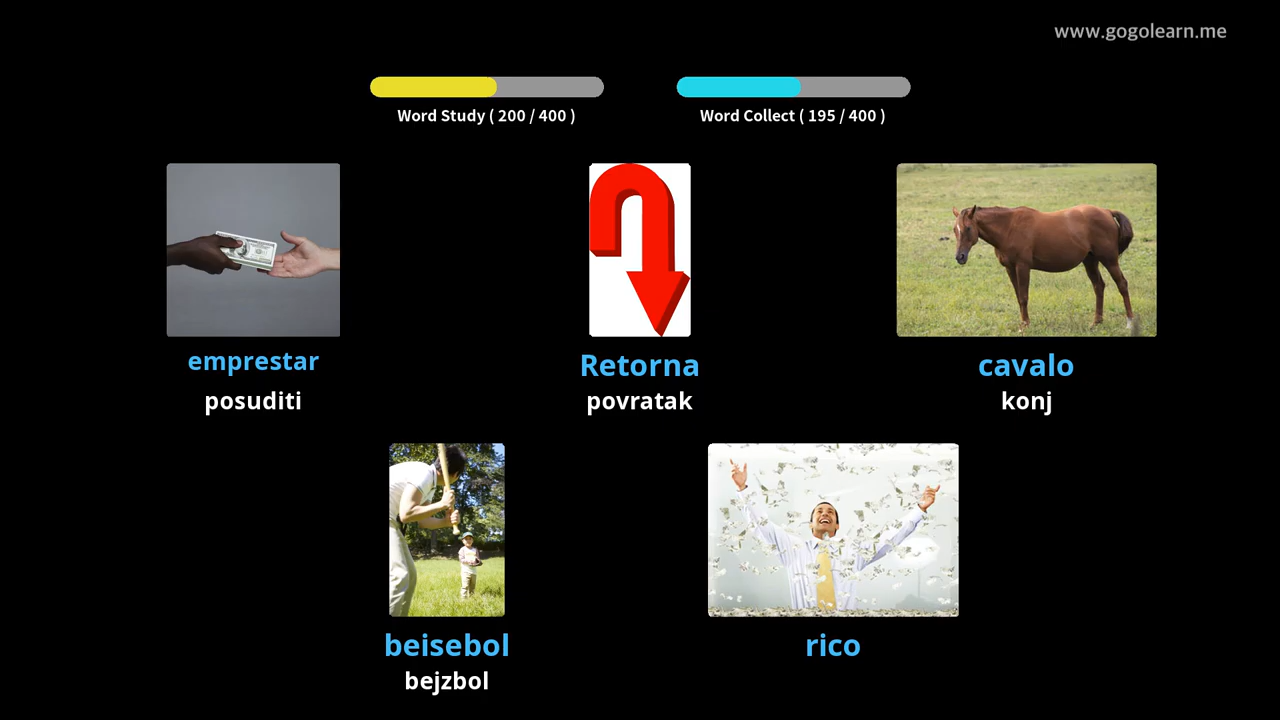 www.gogolearn.me
Word Study ( 200 / 400 )
Word Collect ( 195 / 400 )
emprestar
posuditi
Retorna
povratak
cavalo
konj
beisebol
bejzbol
rico